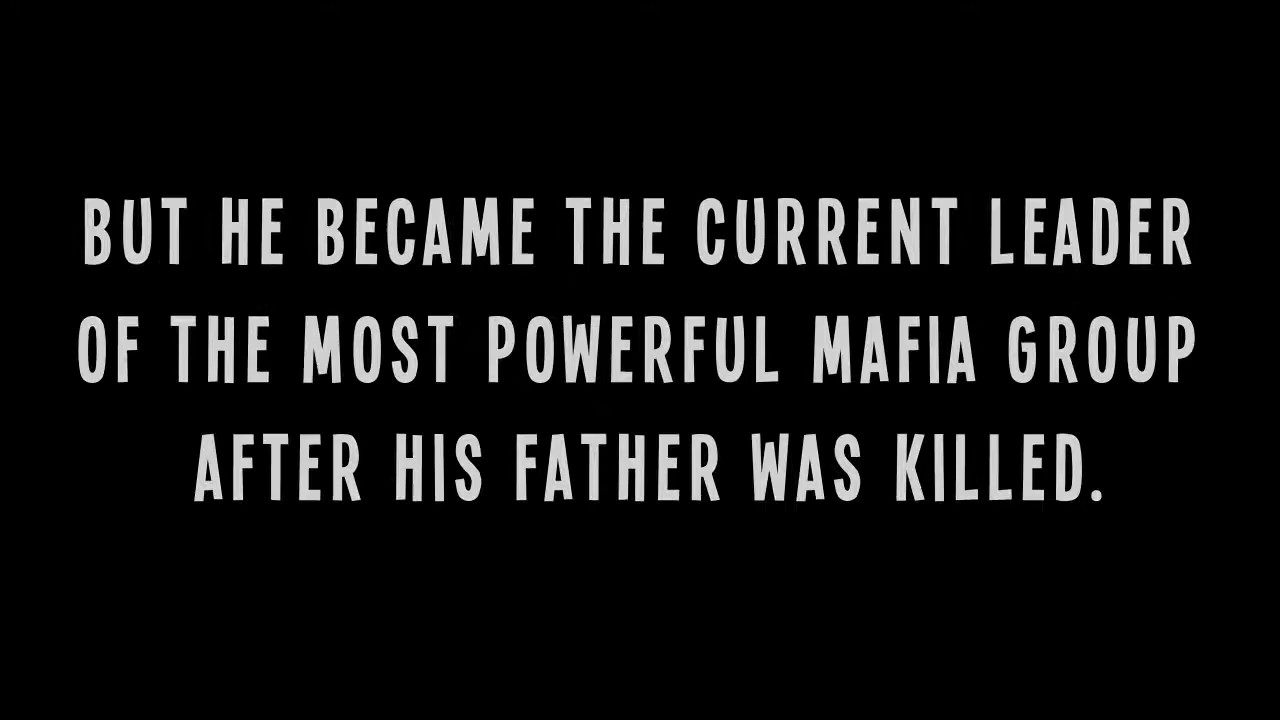 BUT HE BECAME THE CURRENT LEADER
OF THE MOST POWERFUL MAFIA GROUP
AFTER HIS FATHER WAS KILLED.